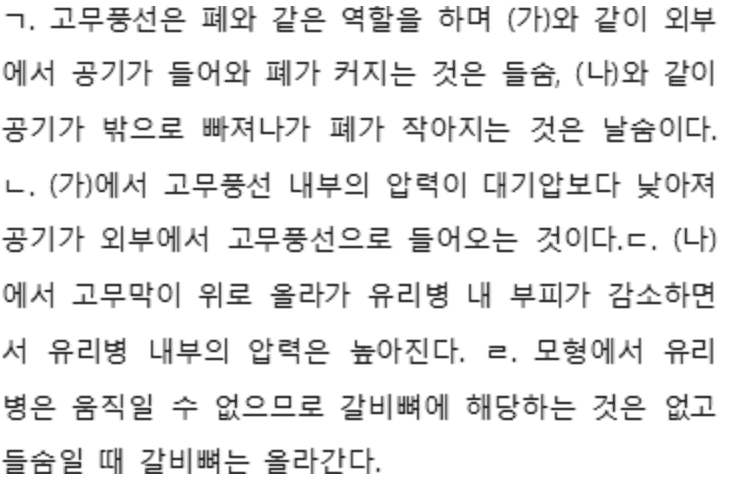 ㄱ. 고무풍선은 폐와 같은 역할을 하며 (가)와 같이 외부
에서 공기가 들어와 폐가 커지는 것은 들숨, (나)와 같이
공기가 밖으로 빠져나가 폐가 작아지는 것은 날숨이다.
ㄴ. (가)에서 고무풍선 내부의 압력이 대기압보다 낮아져
공기가 외부에서 고무풍선으로 들어오는 것이다.ㄷ. (나)
에서 고무막이 위로 올라가 유리병 내 부피가 감소하면
서 유리병 내부의 압력은 높아진다. ㄹ. 모형에서 유리
병은 움직일 수 없으므로 갈비뼈에 해당하는 것은 없고
들숨일 때 갈비뼈는 올라간다.